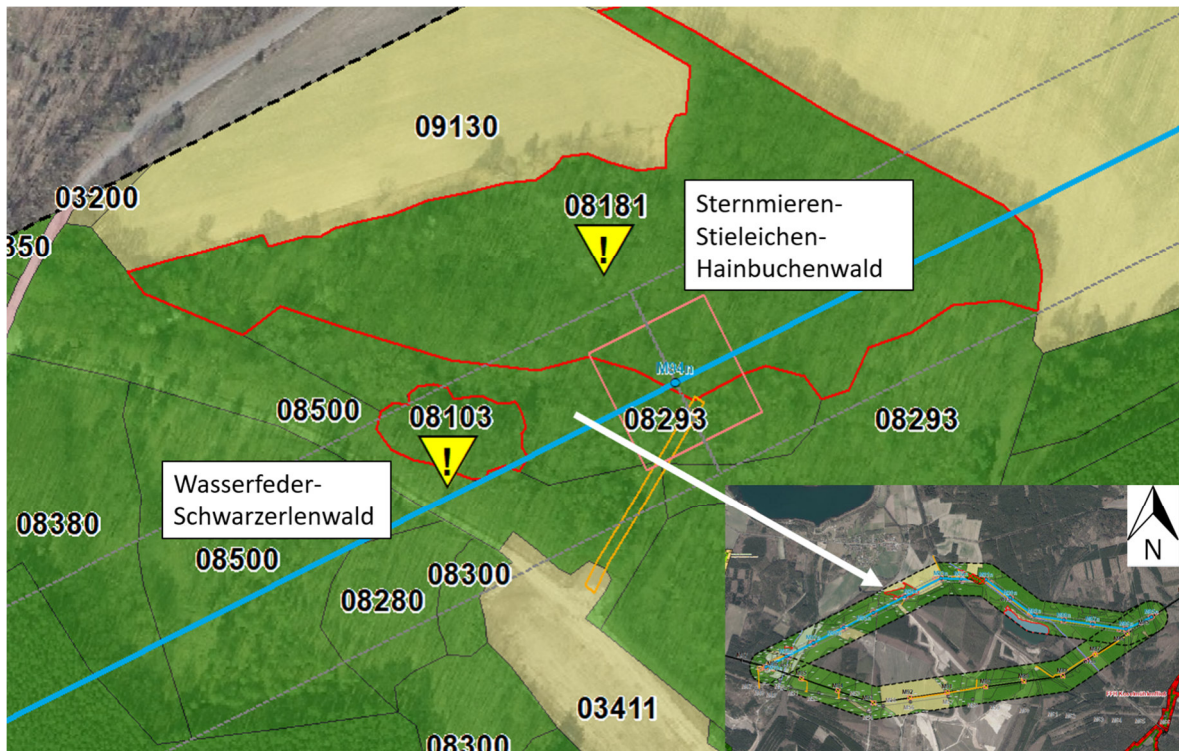 09130
03200
350
08181
!
Sternmieren-
Stieleichen-
Hainbuchenwald
M94n
08500
08103
!
08293
08293
Wasserfeder-
Schwarzerlenwald
08380
08500
08300
08280
03411
08300
N